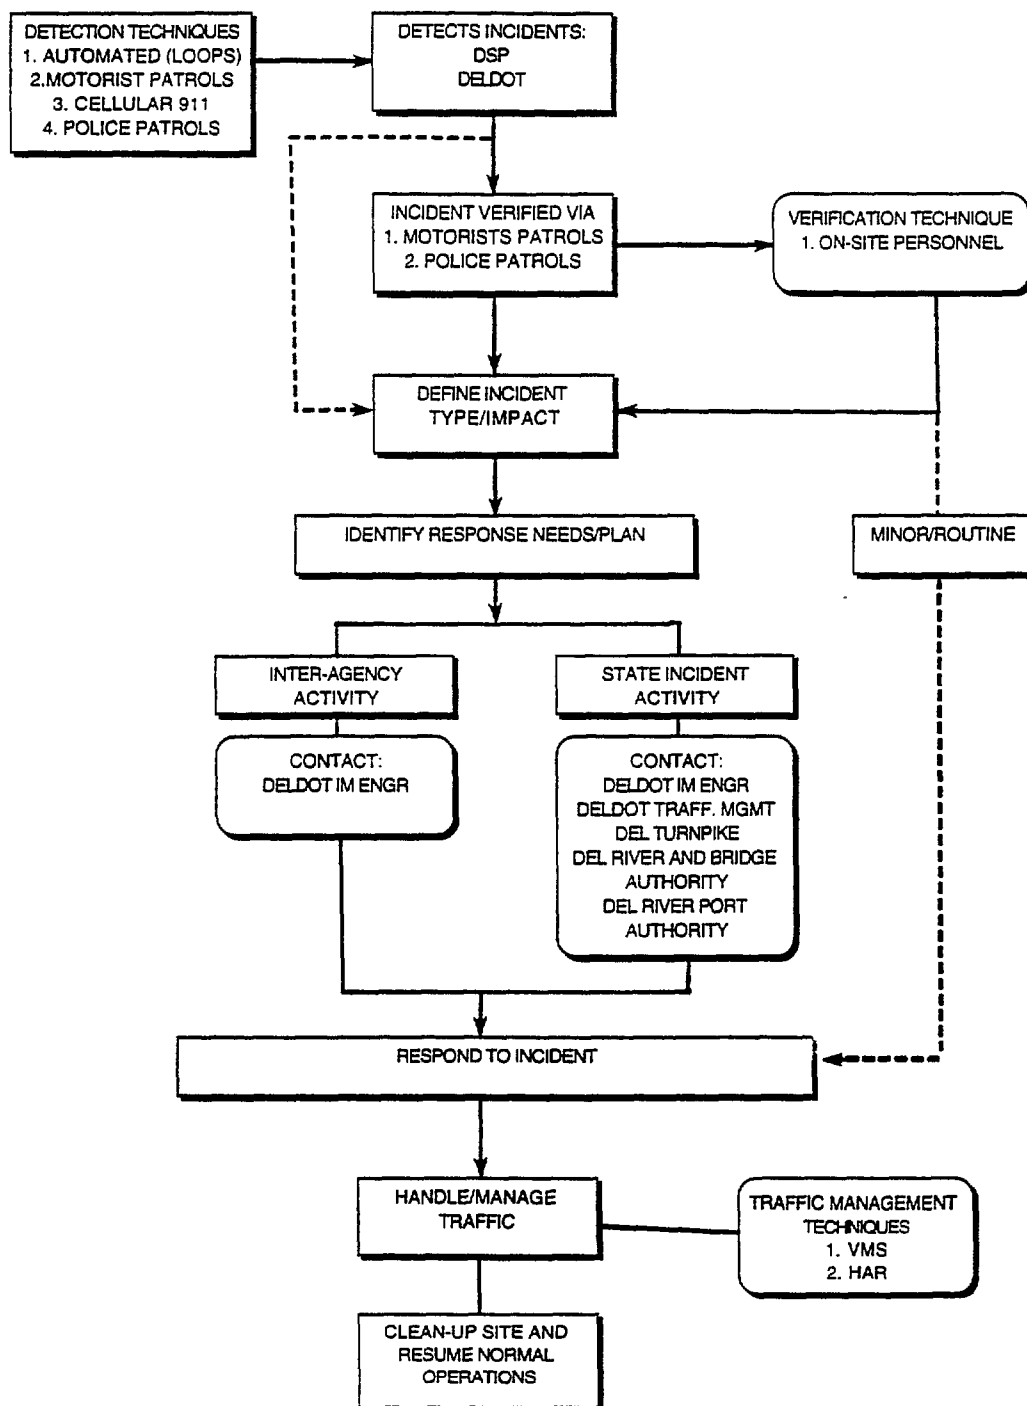 DETECTION TECHNIQUES
1. AUTOMATED (LOOPS)
2.MOTORIST PATROLS
3. CELLULAR 911
4. POLICE PATROLS
DETECTS INCIDENTS:
DSP
DELDOT
INCIDENT VERIFIED VIA
1. MOTORISTS PATROLS
2. POLICE PATROLS
VERIFICATION TECHNIQUE
1. ON-SITE PERSONNEL
DEFINE INCIDENT
TYPE/IMPACT
IDENTIFY RESPONSE NEEDS/PLAN
MINOR/ROUTINE
INTER-AGENCY
ACTIVITY
STATE INCIDENT
ACTIVITY
CONTACT:
DELDOT IM ENGR
CONTACT:
DELDOT IM ENGR
DELDOT TRAFF. MGMT
DEL TURNPIKE
DEL RIVER AND BRIDGE
AUTHORITY
DEL RIVER PORT
AUTHORITY
RESPOND TO INCIDENT
HANDLE/MANAGE
TRAFFIC
TRAFFIC MANAGEMENT
TECHNIQUES
1. VMS
2. HAR
CLEAN-UP SITE AND
RESUME NORMAL
OPERATIONS